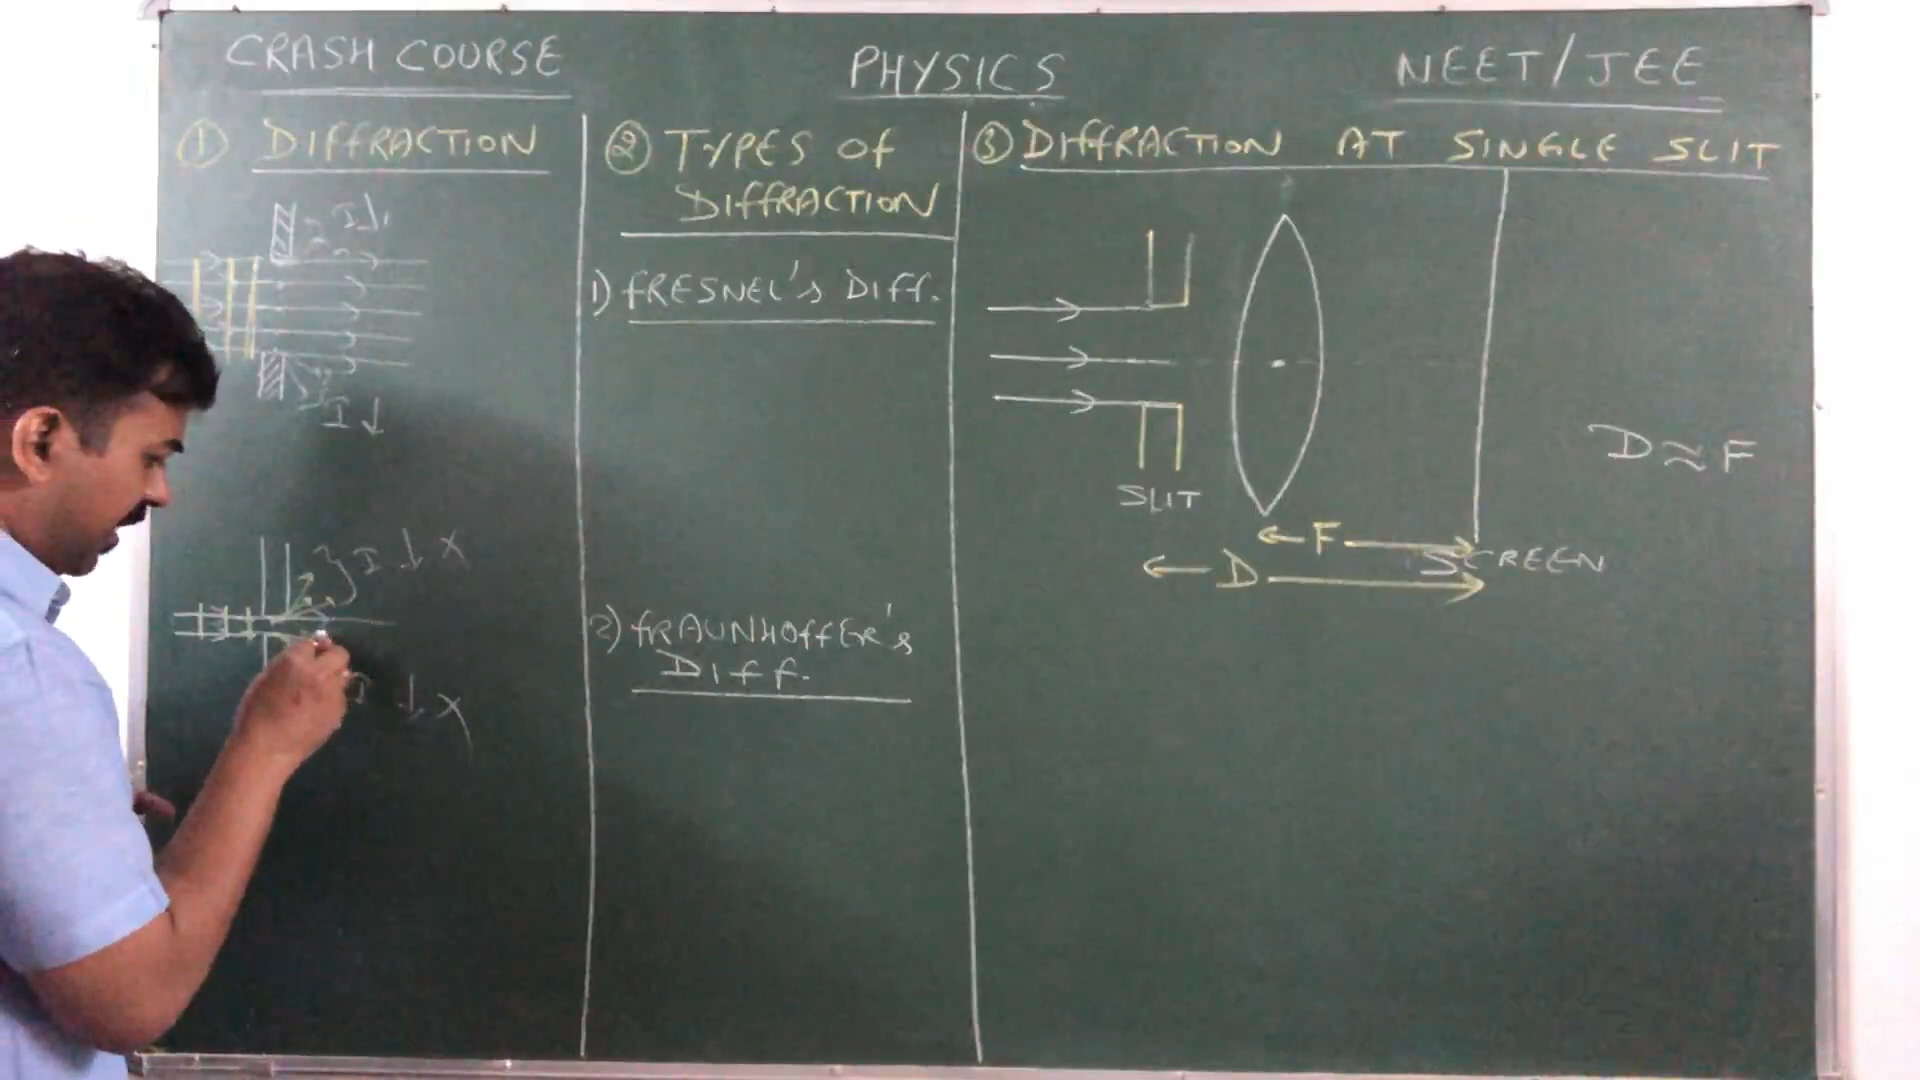 CRASH COURSE
PHYSICS
NEET/JEE
① DIFFRACTION
I↓
I↓
I↓ X
I ↓ X
② TYPES OF
DIFFRACTION
1) FRESNEL's DIFF.
2) FRAUNHOFFER's
DIFF.
③ DIFFRACTION AT SINGLE SLIT
SLIT
F
SCREEN
D
D ≈ F